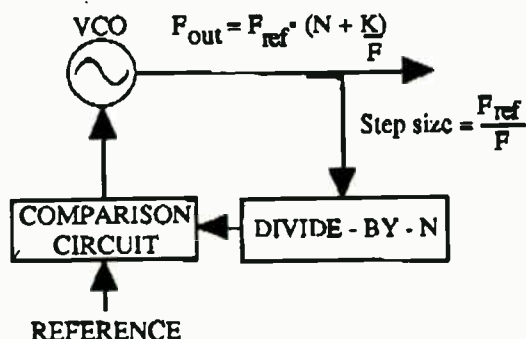 VCO
F_out = F_ref · (N + K/F)
Step size = F_ref/F
COMPARISON
CIRCUIT
DIVIDE - BY - N
REFERENCE